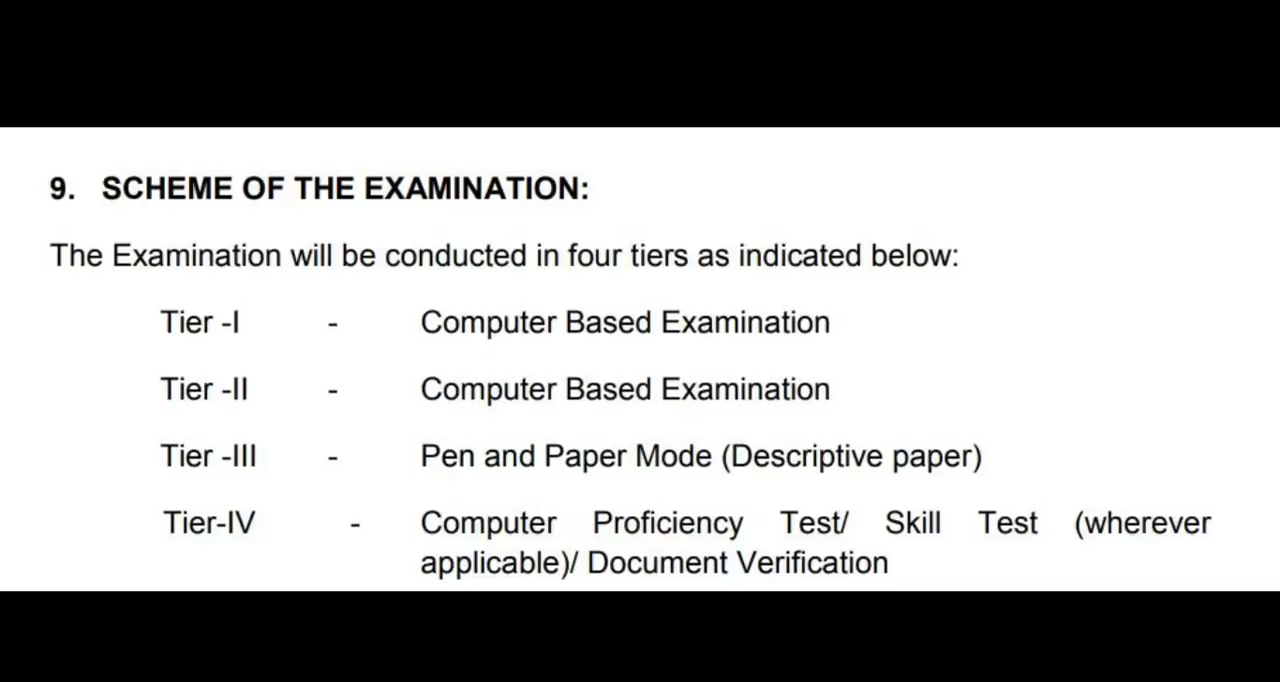 9. SCHEME OF THE EXAMINATION:
The Examination will be conducted in four tiers as indicated below:
Tier -I - Computer Based Examination
Tier -II - Computer Based Examination
Tier -III - Pen and Paper Mode (Descriptive paper)
Tier-IV - Computer Proficiency Test/ Skill Test (wherever
applicable)/ Document Verification